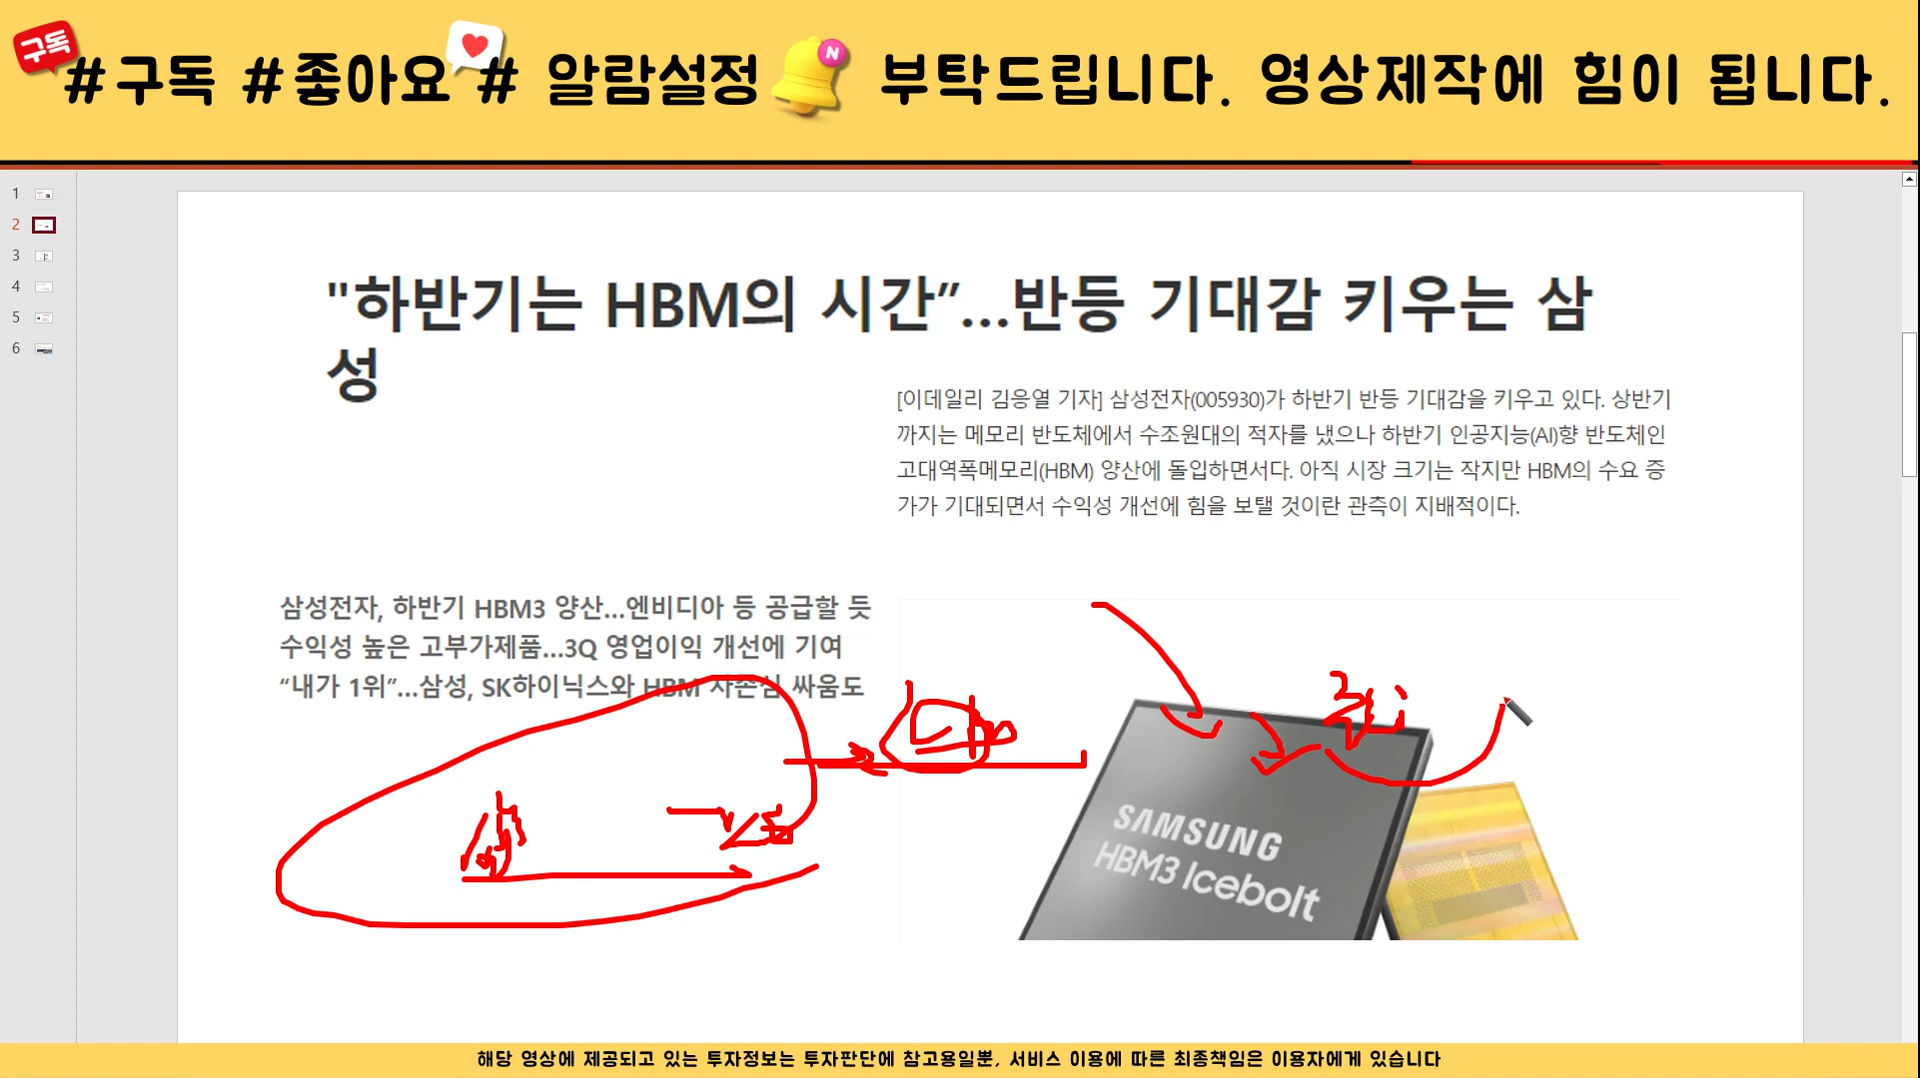 구독
#구독 #좋아요 # 알람설정 N 부탁드립니다. 영상제작에 힘이 됩니다.
1
2
3
4
5
6
"하반기는 HBM의 시간”...반등 기대감 키우는 삼
성
[이데일리 김응열 기자] 삼성전자(005930)가 하반기 반등 기대감을 키우고 있다. 상반기
까지는 메모리 반도체에서 수조원대의 적자를 냈으나 하반기 인공지능(AI)향 반도체인
고대역폭메모리(HBM) 양산에 돌입하면서다. 아직 시장 크기는 작지만 HBM의 수요 증
가가 기대되면서 수익성 개선에 힘을 보탤 것이란 관측이 지배적이다.
삼성전자, 하반기 HBM3 양산...엔비디아 등 공급할 듯
수익성 높은 고부가제품...3Q 영업이익 개선에 기여
“내가 1위”...삼성, SK하이닉스와 HBM 자존심 싸움도
SAMSUNG
HBM3 Icebolt
해당 영상에 제공되고 있는 투자정보는 투자판단에 참고용일뿐, 서비스 이용에 따른 최종책임은 이용자에게 있습니다